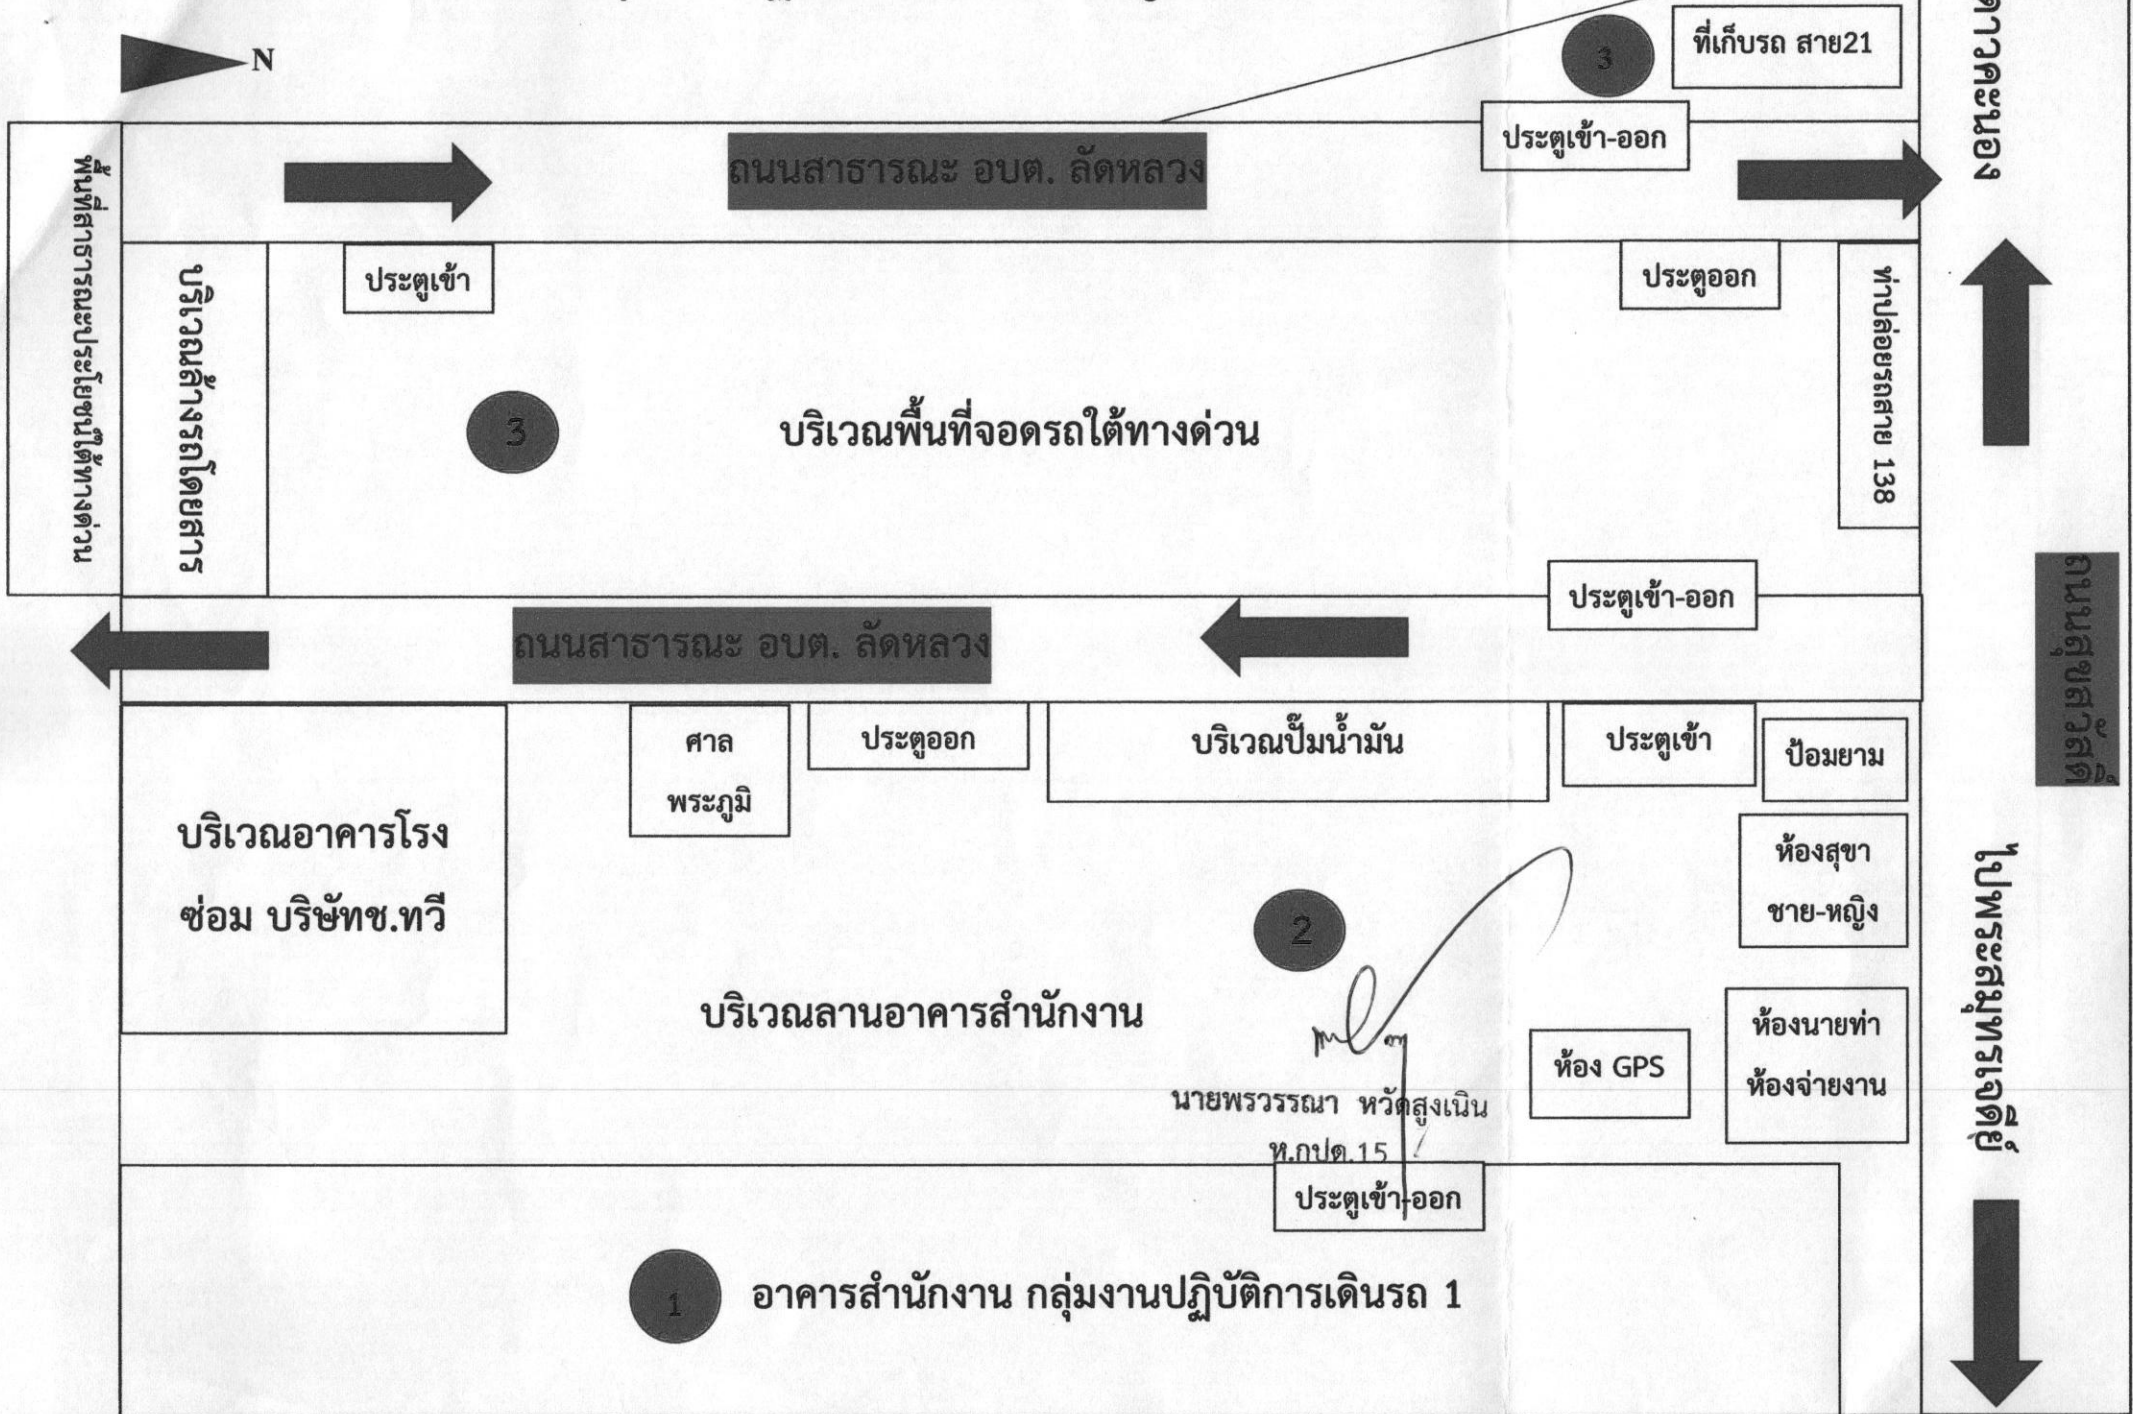 N
3
ที่เก็บรถ สาย21
ดาวคะนอง
ประตูเข้า-ออก
ถนนสาธารณะ อบต. ลัดหลวง
พื้นที่สาธารณะประโยชน์ใต้ทางด่วน
บริเวณล้างรถโดยสาร
ประตูเข้า
ประตูออก
ท่าปล่อยรถสาย 138
3
บริเวณพื้นที่จอดรถใต้ทางด่วน
ประตูเข้า-ออก
ถนนสุขสวัสดิ์
ถนนสาธารณะ อบต. ลัดหลวง
ศาล
พระภูมิ
ประตูออก
บริเวณปั๊มน้ำมัน
ประตูเข้า
ป้อมยาม
บริเวณอาคารโรง
ซ่อม บริษัทช.ทวี
ห้องสุขา
ชาย-หญิง
ไปพระสมุทรเจดีย์
2
บริเวณลานอาคารสำนักงาน
ห้อง GPS
ห้องนายท่า
ห้องจ่ายงาน
นายพรวรรณา หวัดสูงเนิน
ห.กปด.15
ประตูเข้า-ออก
1
อาคารสำนักงาน กลุ่มงานปฏิบัติการเดินรถ 1